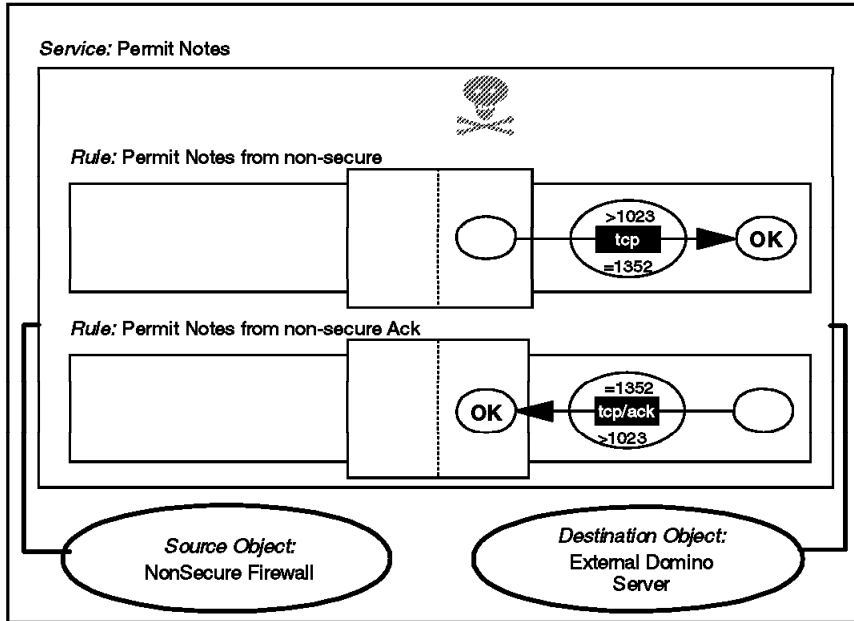 Service: Permit Notes
Rule: Permit Notes from non-secure
>1023
tcp
OK
=1352
Rule: Permit Notes from non-secure Ack
=1352
OK
tcp/ack
>1023
Source Object:
NonSecure Firewall
Destination Object:
External Domino
Server